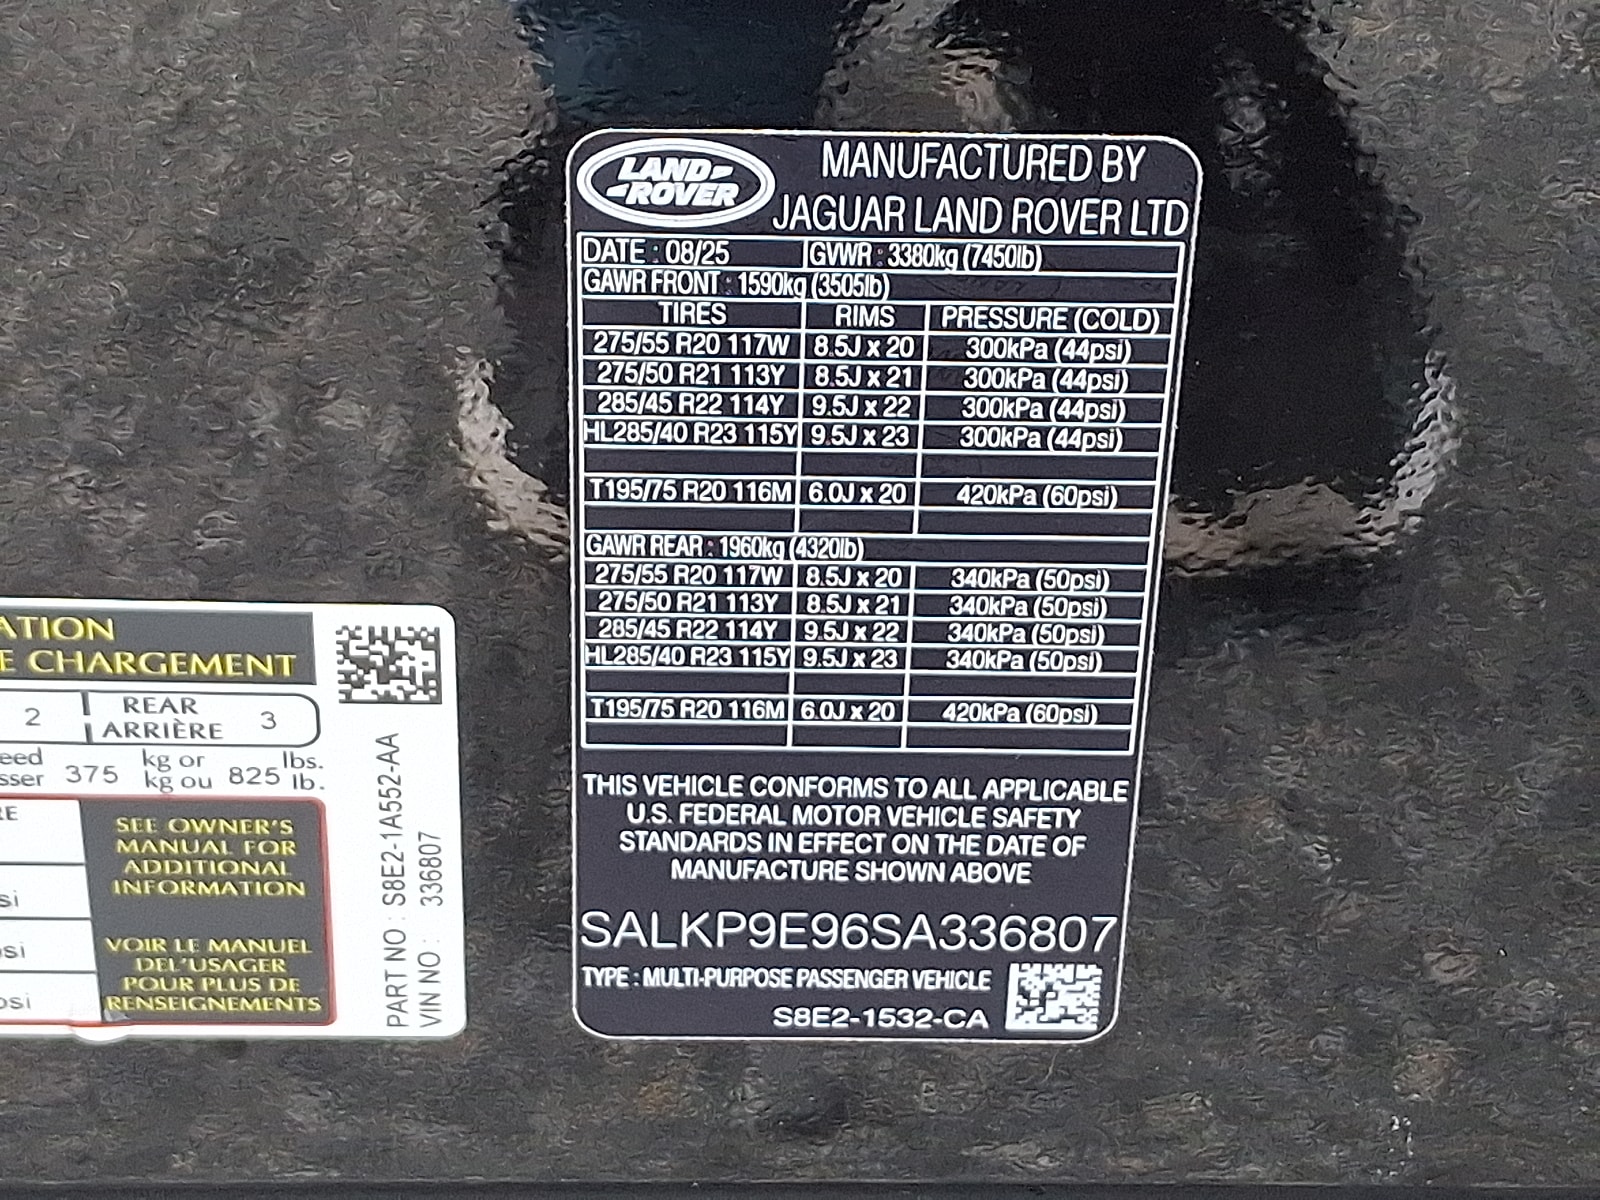 LAND
ROVER
MANUFACTURED BY
JAGUAR LAND ROVER LTD
DATE : 08/25 GVWR : 3380kg (7450lb)
GAWR FRONT : 1590kg (3505lb)
TIRES RIMS PRESSURE (COLD)
275/55 R20 117W 8.5J x 20 300kPa (44psi)
275/50 R21 113Y 8.5J x 21 300kPa (44psi)
285/45 R22 114Y 9.5J x 22 300kPa (44psi)
HL285/40 R23 115Y 9.5J x 23 300kPa (44psi)
T195/75 R20 116M 6.0J x 20 420kPa (60psi)
GAWR REAR : 1960kg (4320lb)
275/55 R20 117W 8.5J x 20 340kPa (50psi)
275/50 R21 113Y 8.5J x 21 340kPa (50psi)
285/45 R22 114Y 9.5J x 22 340kPa (50psi)
HL285/40 R23 115Y 9.5J x 23 340kPa (50psi)
T195/75 R20 116M 6.0J x 20 420kPa (60psi)
THIS VEHICLE CONFORMS TO ALL APPLICABLE
U.S. FEDERAL MOTOR VEHICLE SAFETY
STANDARDS IN EFFECT ON THE DATE OF
MANUFACTURE SHOWN ABOVE
SALKP9E96SA336807
TYPE : MULTI-PURPOSE PASSENGER VEHICLE
S8E2-1532-CA
ATION
E CHARGEMENT
2 REAR
ARRIÈRE 3
eed kg or lbs.
sser 375 kg ou 825 lb.
RE
SEE OWNER'S
MANUAL FOR
ADDITIONAL
INFORMATION
si
VOIR LE MANUEL
DEL'USAGER
POUR PLUS DE
RENSEIGNEMENTS
si
psi
PART NO : S8E2-1A552-AA
VIN NO : 336807